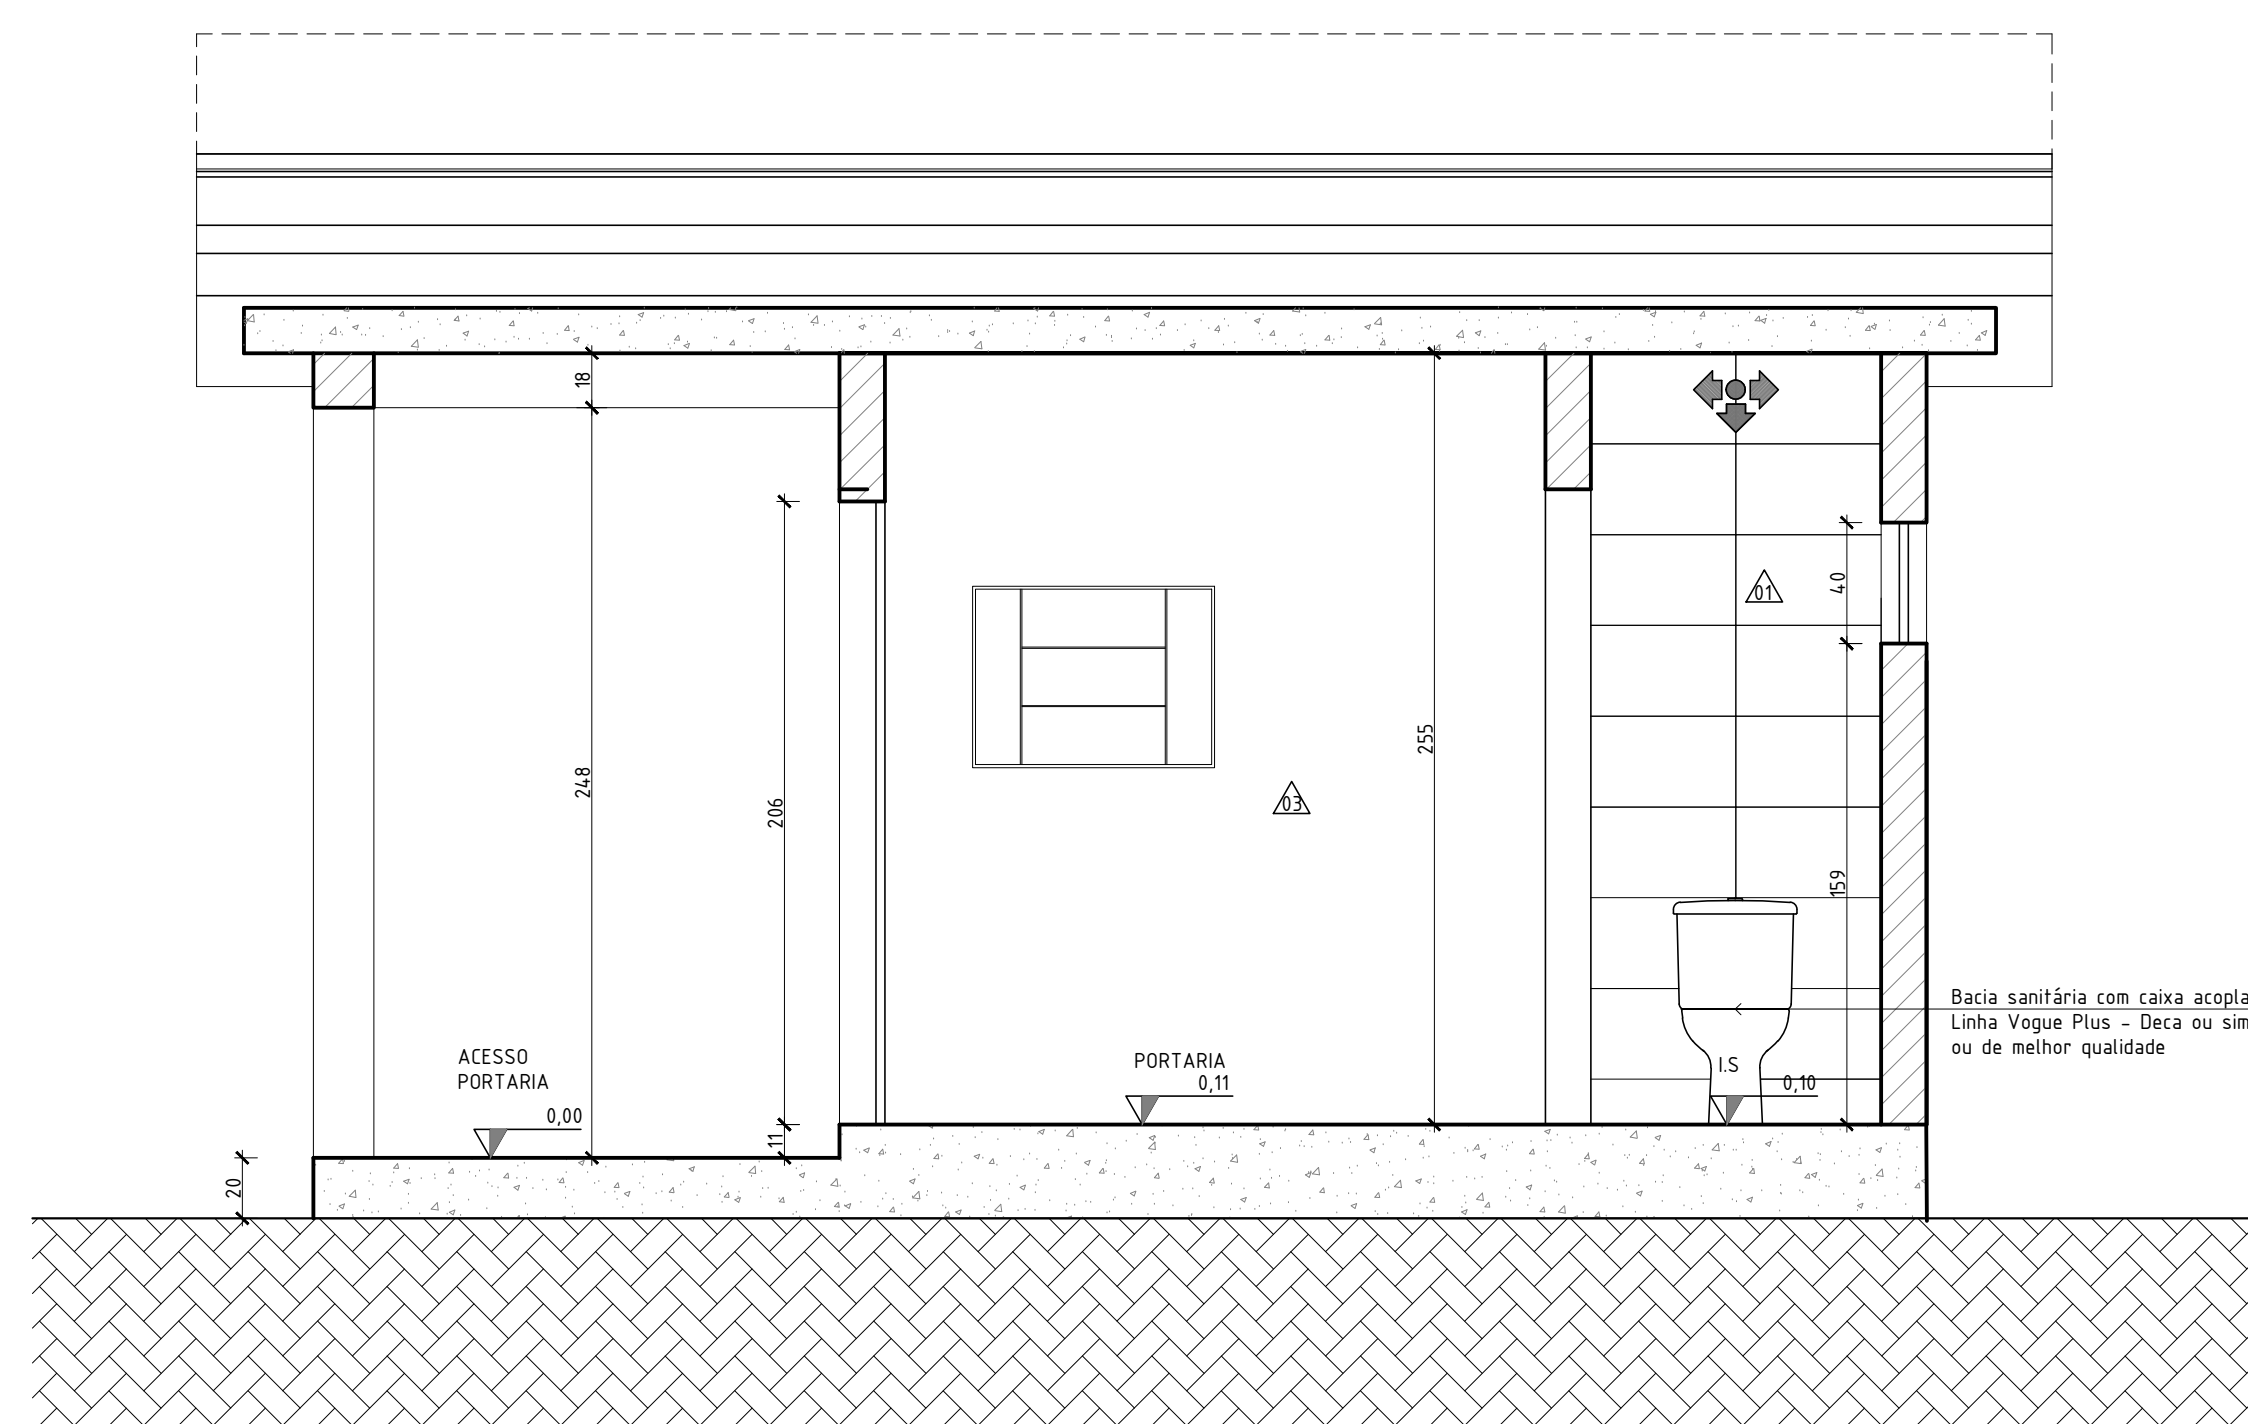 18
40
01
255
248
206
03
159
Bacia sanitária com caixa acopla
Linha Vogue Plus - Deca ou sim
ou de melhor qualidade
ACESSO
PORTARIA
0,00
PORTARIA
0,11
I.S
0,10
11
20